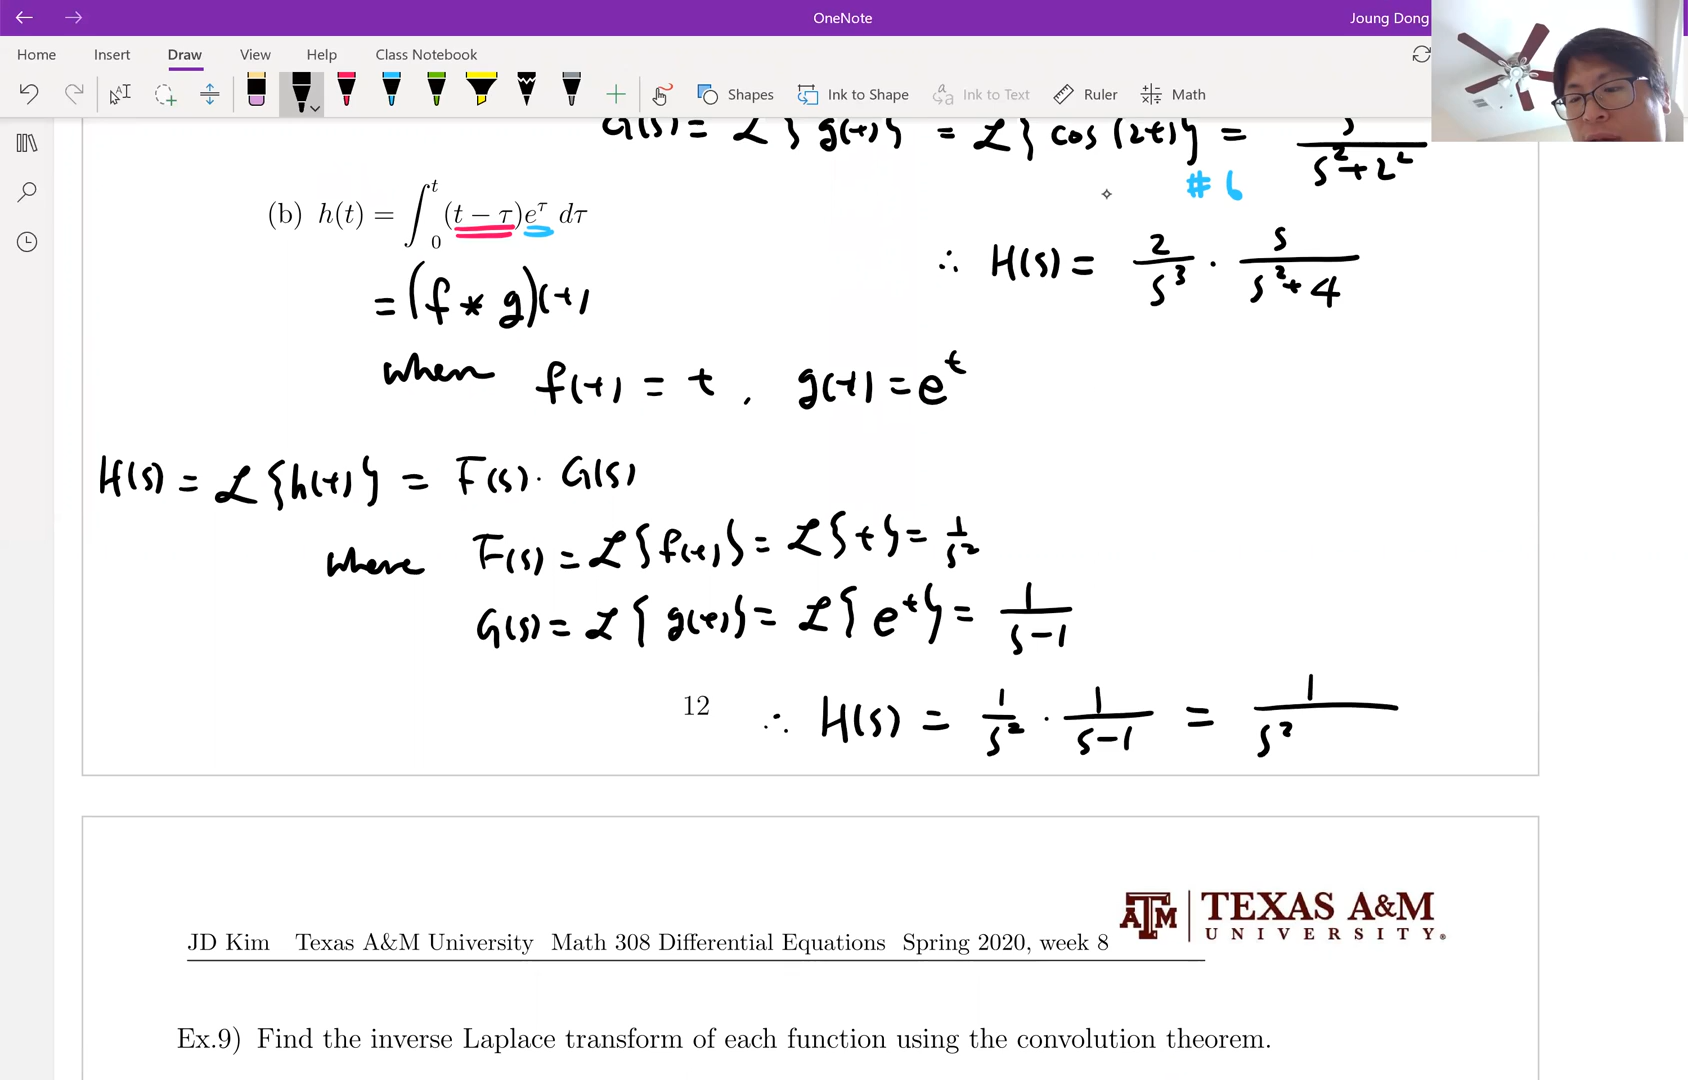 OneNote
Joung Dong
Home Insert Draw View Help Class Notebook
Shapes Ink to Shape Ink to Text Ruler Math
G(s) = ℒ{g(t)} = ℒ{cos(2t)} = s/(s²+2²)
#6
(b) h(t) = ∫₀ᵗ (t − τ)e^τ dτ
∴ H(s) = 2/s³ · s/(s²+4)
= (f * g)(t)
when f(t) = t, g(t) = e^t
H(s) = ℒ{h(t)} = F(s) · G(s)
where F(s) = ℒ{f(t)} = ℒ{t} = 1/s²
G(s) = ℒ{g(t)} = ℒ{e^t} = 1/(s−1)
12
∴ H(s) = 1/s² · 1/(s−1) = 1/s²
ATM TEXAS A&M
UNIVERSITY®
JD Kim Texas A&M University Math 308 Differential Equations Spring 2020, week 8
Ex.9) Find the inverse Laplace transform of each function using the convolution theorem.